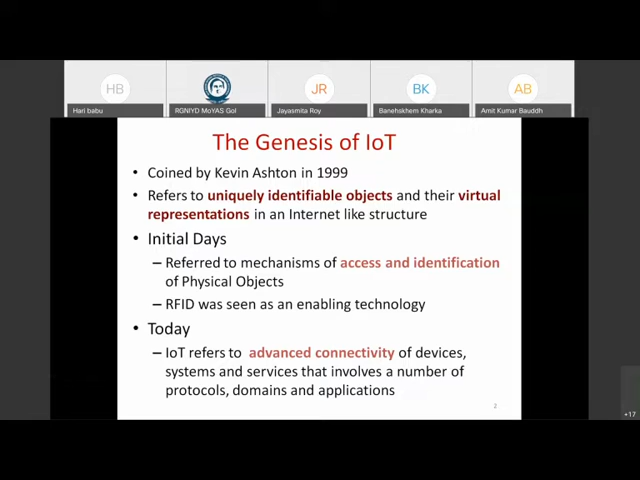 HB
JR
BK
AB
Hari babu
RGNIYD MoYAS GoI
Jayasmita Roy
Banehskhem Kharka
Amit Kumar Bauddh
The Genesis of IoT
• Coined by Kevin Ashton in 1999
• Refers to uniquely identifiable objects and their virtual
representations in an Internet like structure
• Initial Days
– Referred to mechanisms of access and identification
of Physical Objects
– RFID was seen as an enabling technology
• Today
– IoT refers to advanced connectivity of devices,
systems and services that involves a number of
protocols, domains and applications
2
+17